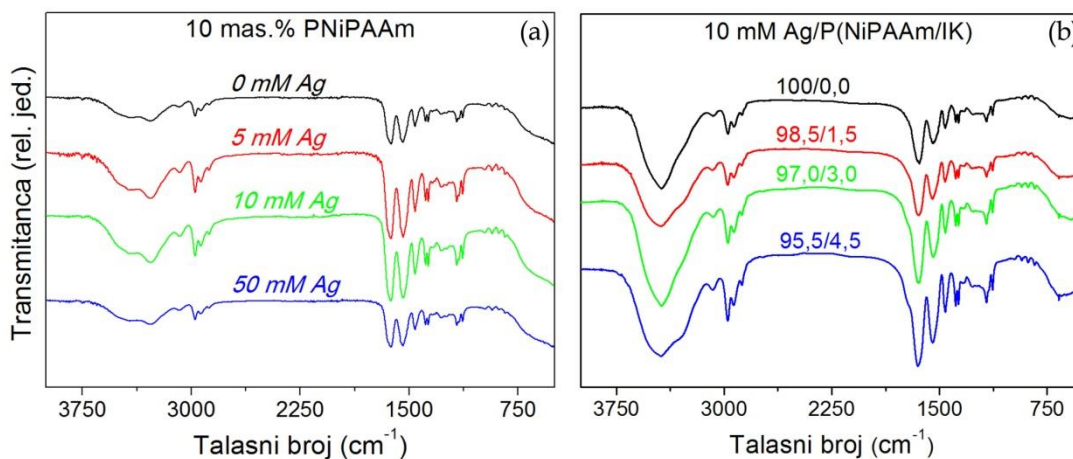 10 mas.% PNiPAAm
(a)
Transmitanca (rel. jed.)
0 mM Ag
5 mM Ag
10 mM Ag
50 mM Ag
3750 3000 2250 1500 750
Talasni broj (cm⁻¹)
10 mM Ag/P(NiPAAm/IK)
(b)
100/0,0
98,5/1,5
97,0/3,0
95,5/4,5
3750 3000 2250 1500 750
Talasni broj (cm⁻¹)